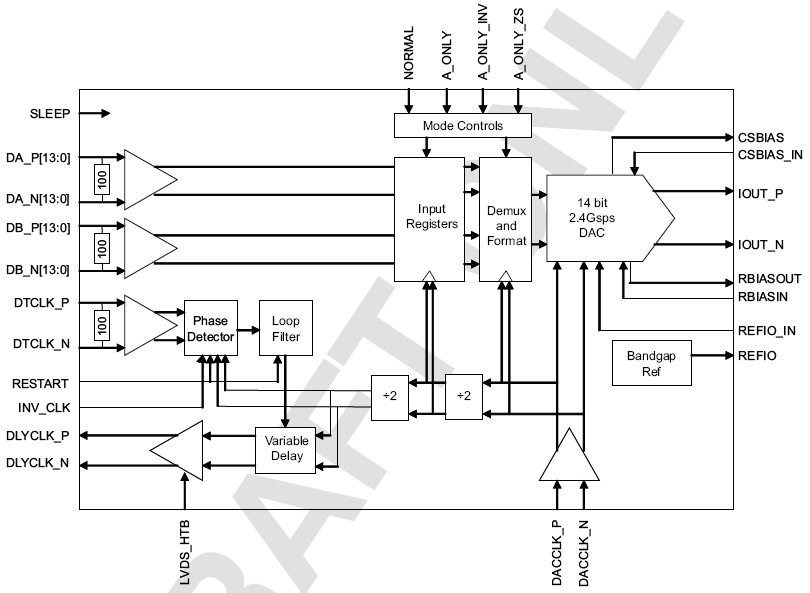 NORMAL
A_ONLY
A_ONLY_INV
A_ONLY_ZS
SLEEP
Mode Controls
CSBIAS
CSBIAS_IN
DA_P[13:0]
100
DA_N[13:0]
DB_P[13:0]
100
DB_N[13:0]
Input
Registers
Demux
and
Format
14 bit
2.4Gsps
DAC
IOUT_P
IOUT_N
RBIASOUT
RBIASIN
DTCLK_P
100
DTCLK_N
Phase
Detector
Loop
Filter
REFIO_IN
Bandgap
Ref
REFIO
RESTART
INV_CLK
÷2
÷2
DLYCLK_P
DLYCLK_N
Variable
Delay
LVDS_HTB
DACCLK_P
DACCLK_N